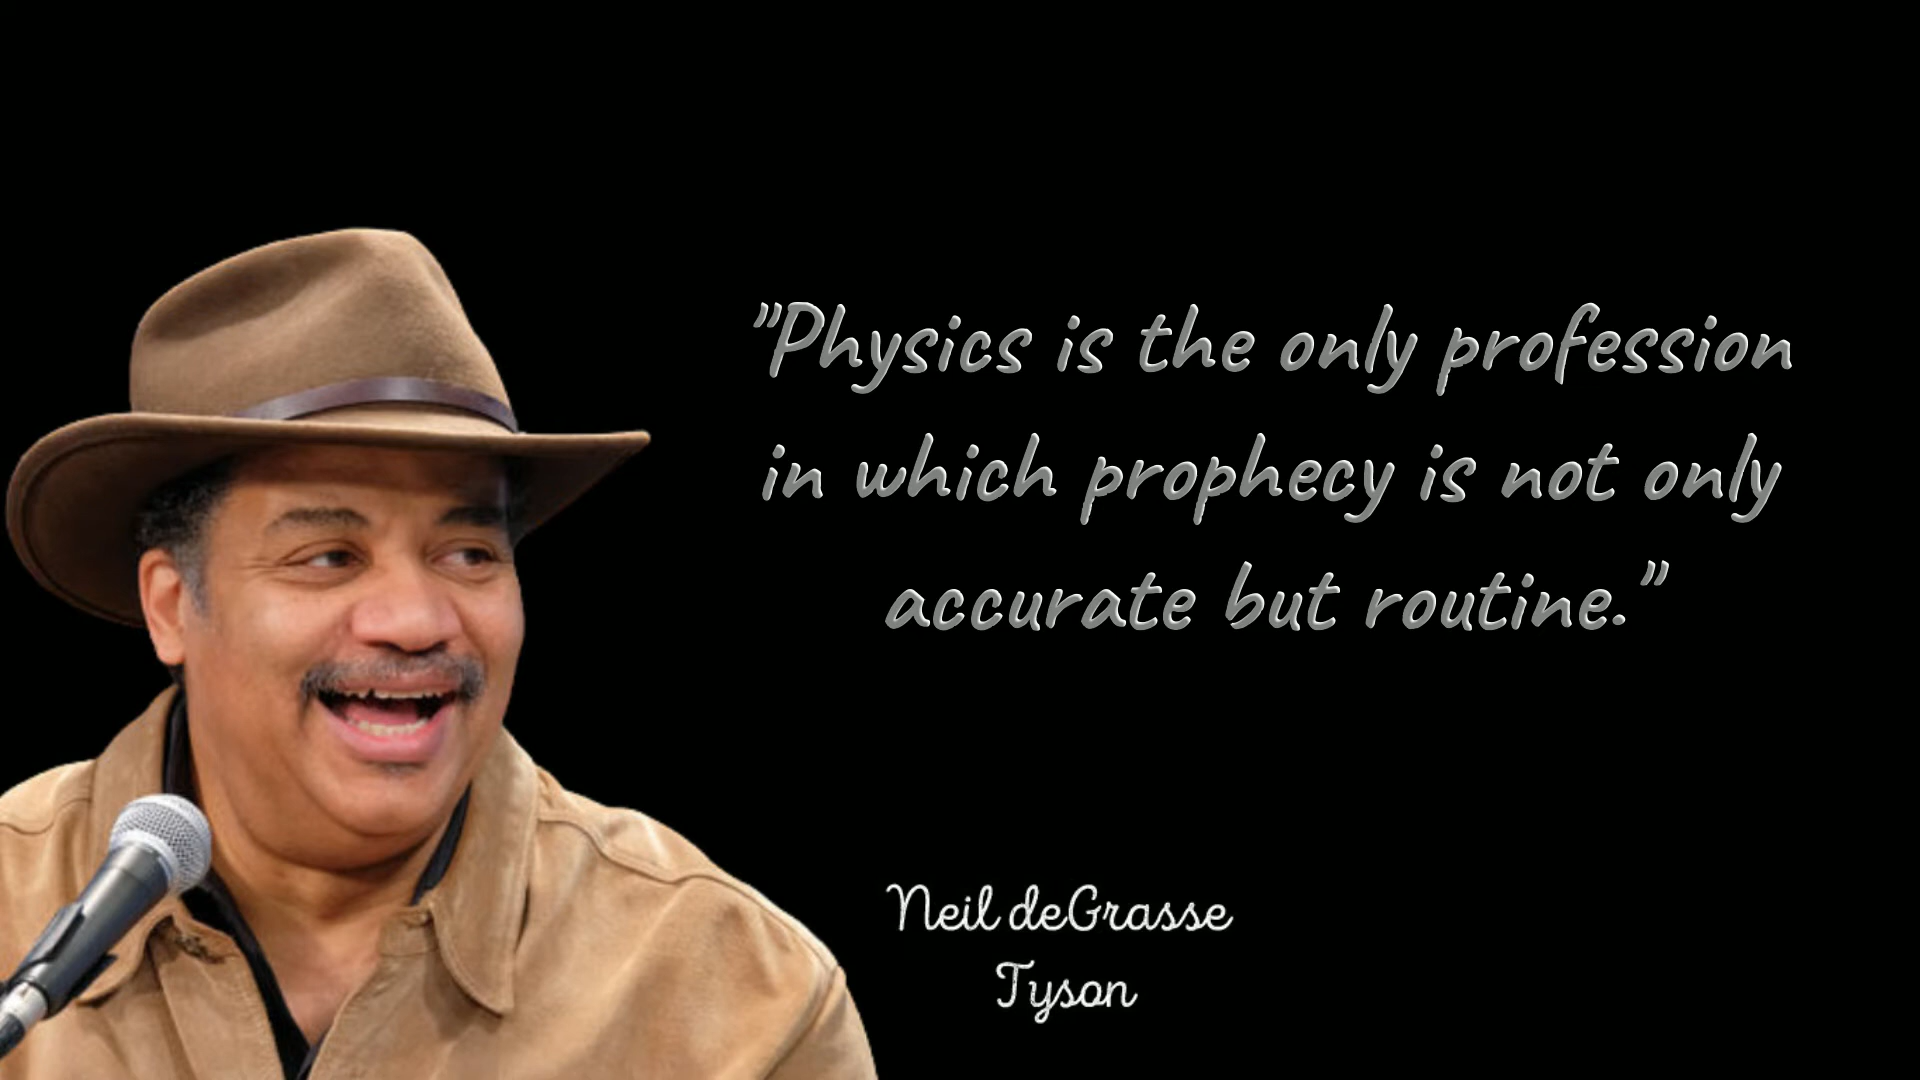 "Physics is the only profession
in which prophecy is not only
accurate but routine."
Neil deGrasse
Tyson